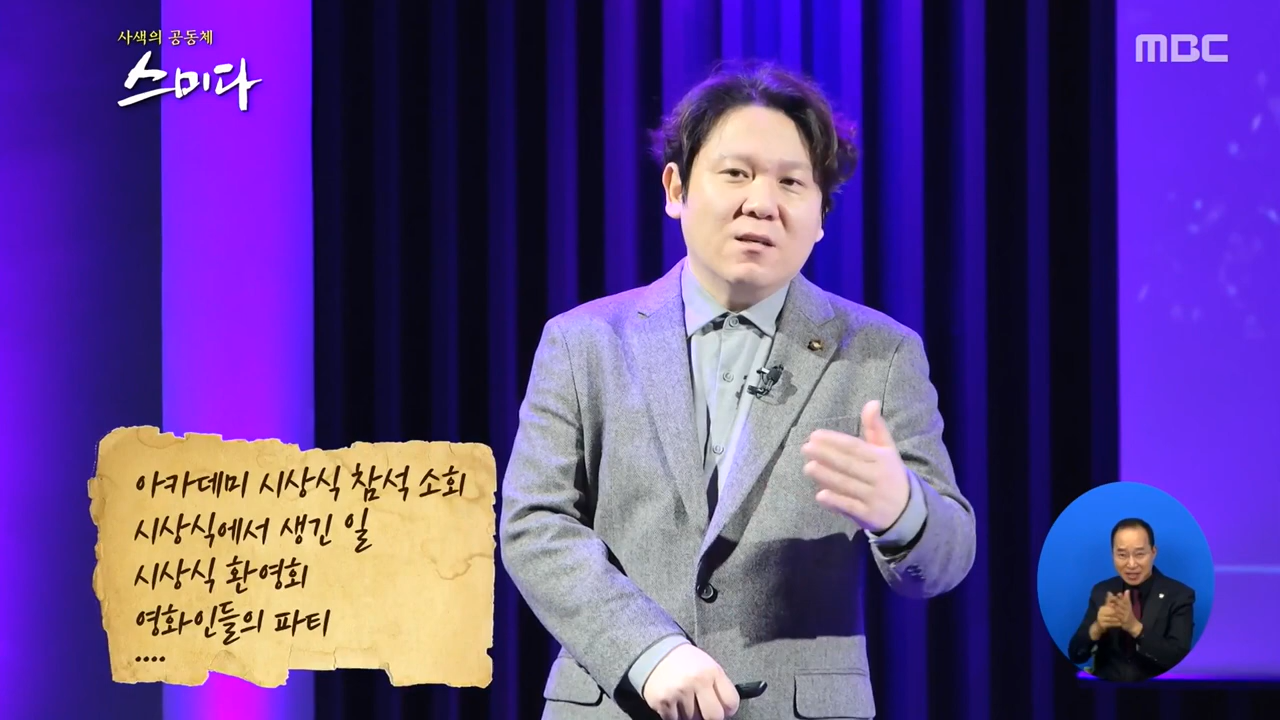 사색의 공동체
스미다
MBC
아카데미 시상식 참석 소회
시상식에서 생긴 일
시상식 환영회
영화인들의 파티
....